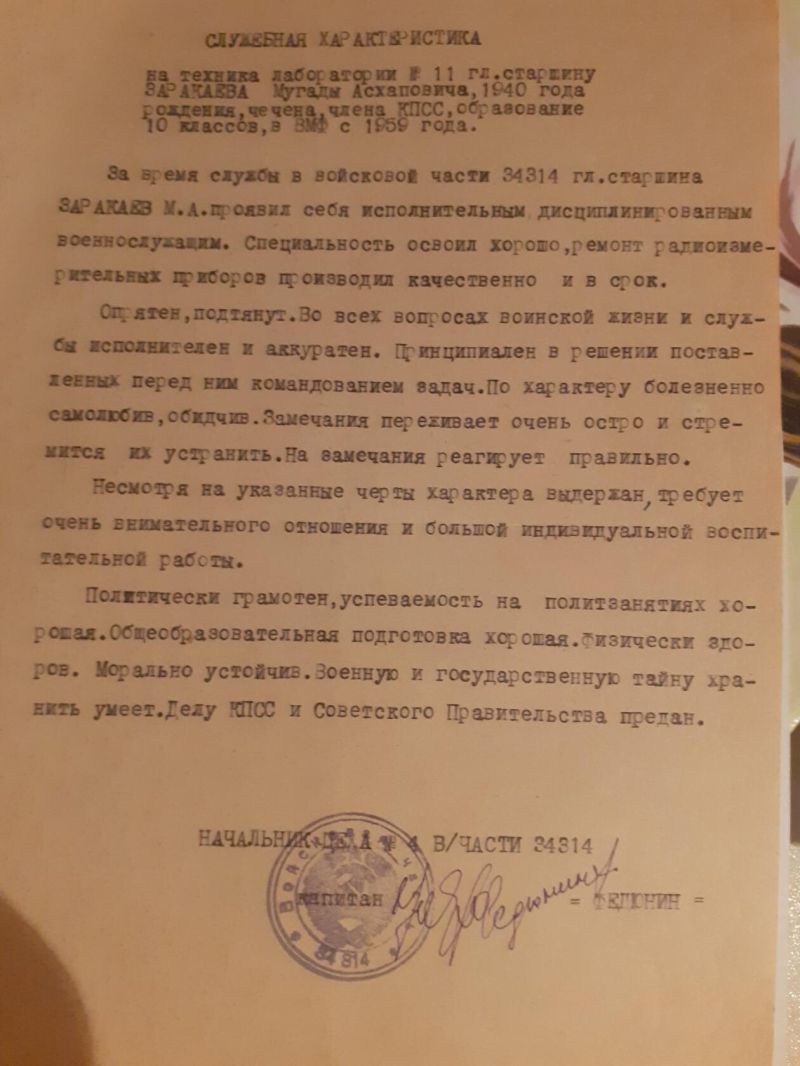 СЛУЖЕБНАЯ ХАРАКТЕРИСТИКА
на техника лаборатории № 11 гл.старшину
ЗАРАКАЕВА Мугады Асхаповича,1940 года
рождения,чечена,члена КПСС,образование
10 классов,в ВМФ с 1959 года.
За время службы в войсковой части 34314 гл.старшина
ЗАРАКАЕВ М.А.проявил себя исполнительным дисциплинированным
военнослужащим. Специальность освоил хорошо,ремонт радиоизме-
рительных приборов производил качественно и в срок.
Опрятен,подтянут.Во всех вопросах воинской жизни и служ-
бы исполнителен и аккуратен. Принципиален в решении постав-
ленных перед ним командованием задач.По характеру болезненно
самолюбив,обидчив.Замечания переживает очень остро и стре-
мится их устранить.На замечания реагирует правильно.
Несмотря на указанные черты характера выдержан, требует
очень внимательного отношения и большой индивидуальной воспи-
тательной работы.
Политически грамотен,успеваемость на политзанятиях хо-
рошая.Общеобразовательная подготовка хорошая.Физически здо-
ров. Морально устойчив.Военную и государственную тайну хра-
нить умеет.Делу КПСС и Советского Правительства предан.
НАЧАЛЬНИК ЦЕХА № 4 В/ЧАСТИ 34314
капитан = ФЕДЮНИН =
34314